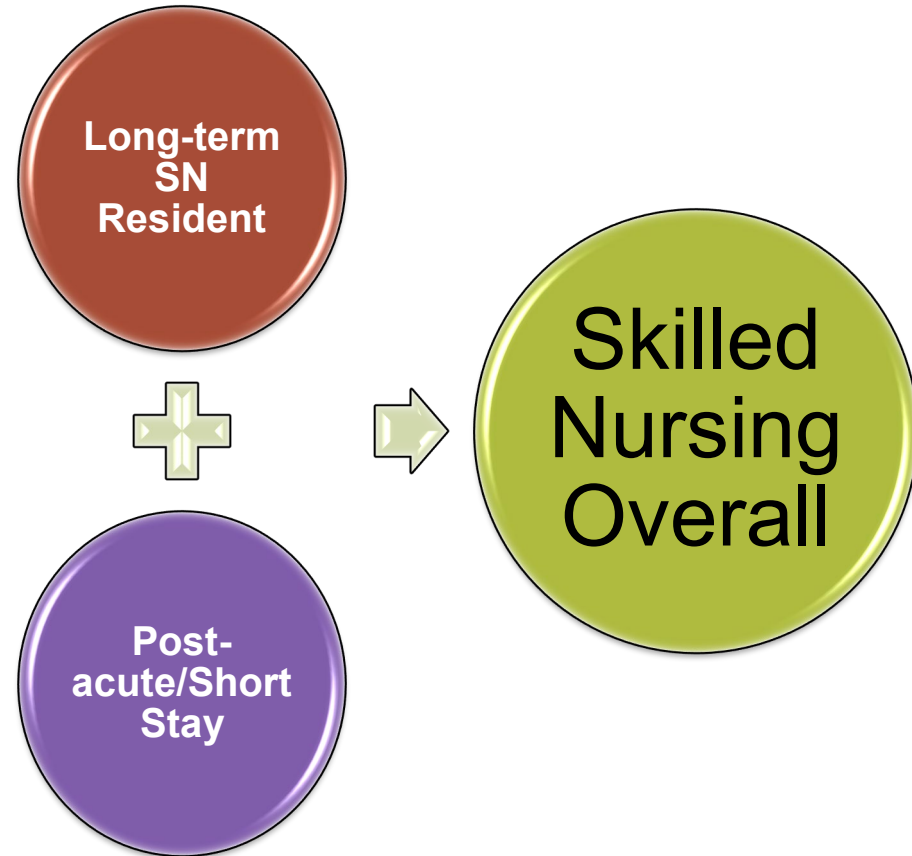 Long-term
SN
Resident
Post-
acute/Short
Stay
Skilled
Nursing
Overall